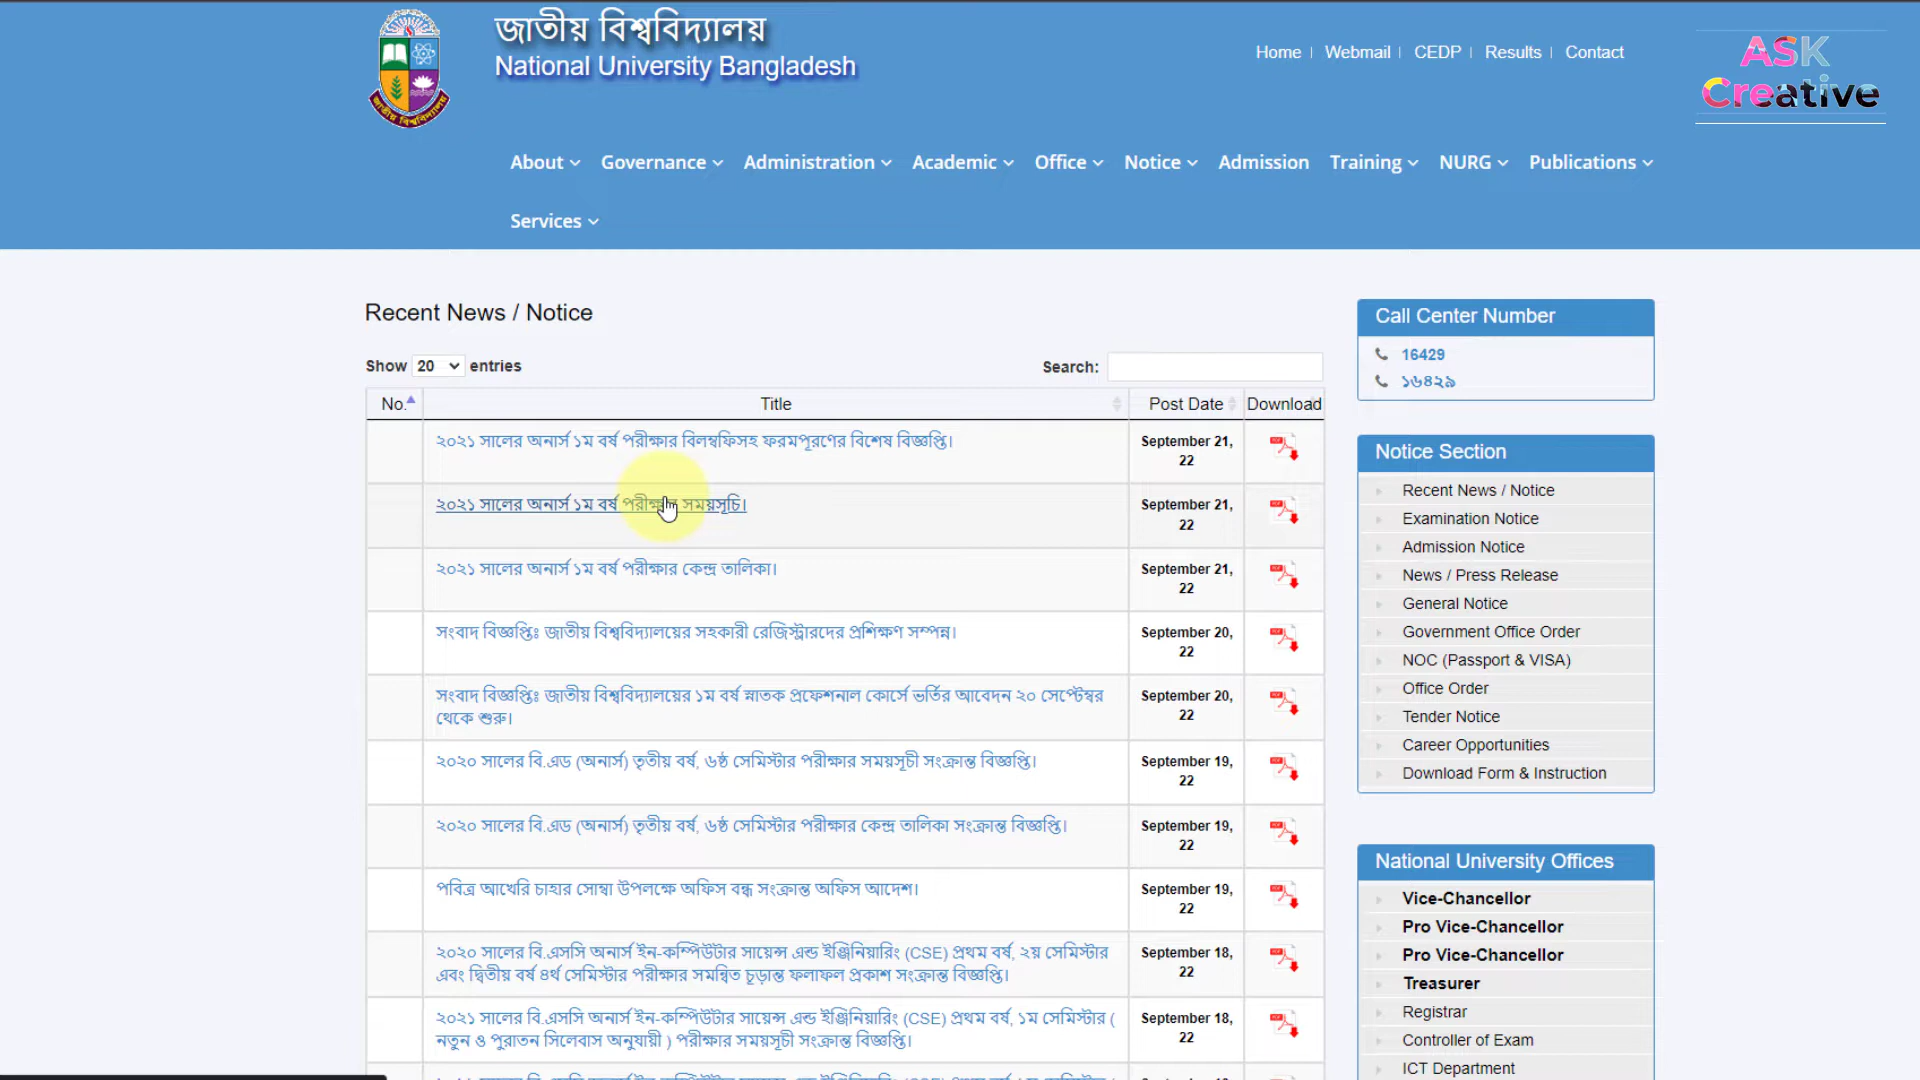 জাতীয় বিশ্ববিদ্যালয়
National University Bangladesh
Home
Webmail
CEDP
Results
Contact
ASK
Creative
About
Governance
Administration
Academic
Office
Notice
Admission
Training
NURG
Publications
Services
Recent News / Notice
Show 20 entries
Search:
No.
Title
Post Date
Download
২০২১ সালের অনার্স ১ম বর্ষ পরীক্ষার বিলম্বফিসহ ফরমপূরণের বিশেষ বিজ্ঞপ্তি।
September 21,
22
২০২১ সালের অনার্স ১ম বর্ষ পরীক্ষার সময়সূচি।
September 21,
22
২০২১ সালের অনার্স ১ম বর্ষ পরীক্ষার কেন্দ্র তালিকা।
September 21,
22
সংবাদ বিজ্ঞপ্তিঃ জাতীয় বিশ্ববিদ্যালয়ের সহকারী রেজিস্ট্রারদের প্রশিক্ষণ সম্পন্ন।
September 20,
22
সংবাদ বিজ্ঞপ্তিঃ জাতীয় বিশ্ববিদ্যালয়ের ১ম বর্ষ স্নাতক প্রফেশনাল কোর্সে ভর্তির আবেদন ২০ সেপ্টেম্বর
থেকে শুরু।
September 20,
22
২০২০ সালের বি.এড (অনার্স) তৃতীয় বর্ষ, ৬ষ্ঠ সেমিস্টার পরীক্ষার সময়সূচী সংক্রান্ত বিজ্ঞপ্তি।
September 19,
22
২০২০ সালের বি.এড (অনার্স) তৃতীয় বর্ষ, ৬ষ্ঠ সেমিস্টার পরীক্ষার কেন্দ্র তালিকা সংক্রান্ত বিজ্ঞপ্তি।
September 19,
22
পবিত্র আখেরি চাহার সোম্বা উপলক্ষে অফিস বন্ধ সংক্রান্ত অফিস আদেশ।
September 19,
22
২০২০ সালের বি.এসসি অনার্স ইন-কম্পিউটার সায়েন্স এন্ড ইঞ্জিনিয়ারিং (CSE) প্রথম বর্ষ, ২য় সেমিস্টার
এবং দ্বিতীয় বর্ষ ৪র্থ সেমিস্টার পরীক্ষার সমন্বিত চূড়ান্ত ফলাফল প্রকাশ সংক্রান্ত বিজ্ঞপ্তি।
September 18,
22
২০২১ সালের বি.এসসি অনার্স ইন-কম্পিউটার সায়েন্স এন্ড ইঞ্জিনিয়ারিং (CSE) প্রথম বর্ষ, ১ম সেমিস্টার (
নতুন ও পুরাতন সিলেবাস অনুযায়ী ) পরীক্ষার সময়সূচী সংক্রান্ত বিজ্ঞপ্তি।
September 18,
22
Call Center Number
16429
১৬৪২৯
Notice Section
Recent News / Notice
Examination Notice
Admission Notice
News / Press Release
General Notice
Government Office Order
NOC (Passport & VISA)
Office Order
Tender Notice
Career Opportunities
Download Form & Instruction
National University Offices
Vice-Chancellor
Pro Vice-Chancellor
Pro Vice-Chancellor
Treasurer
Registrar
Controller of Exam
ICT Department